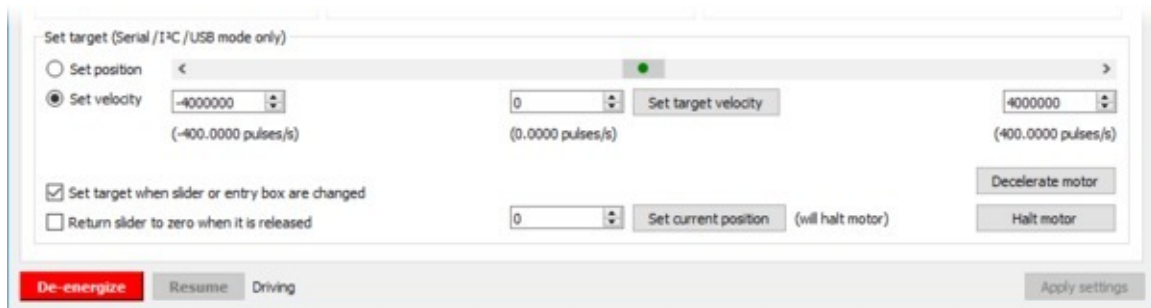 Set target (Serial/I²C/USB mode only)
Set position < >
Set velocity -4000000 0 Set target velocity 4000000
(-400.0000 pulses/s) (0.0000 pulses/s) (400.0000 pulses/s)
Decelerate motor
Set target when slider or entry box are changed
Return slider to zero when it is released 0 Set current position (will halt motor) Halt motor
De-energize Resume Driving Apply settings